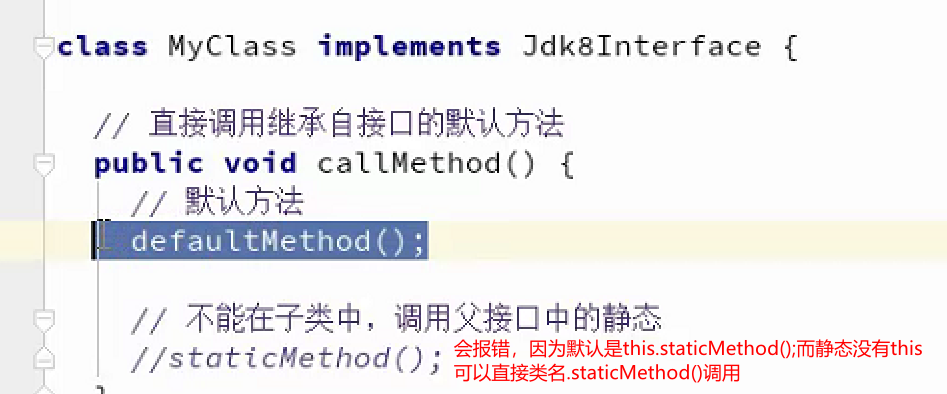 class MyClass implements Jdk8Interface {
// 直接调用继承自接口的默认方法
public void callMethod() {
// 默认方法
defaultMethod();
// 不能在子类中，调用父接口中的静态
//staticMethod();
会报错，因为默认是this.staticMethod();而静态没有this
可以直接类名.staticMethod()调用